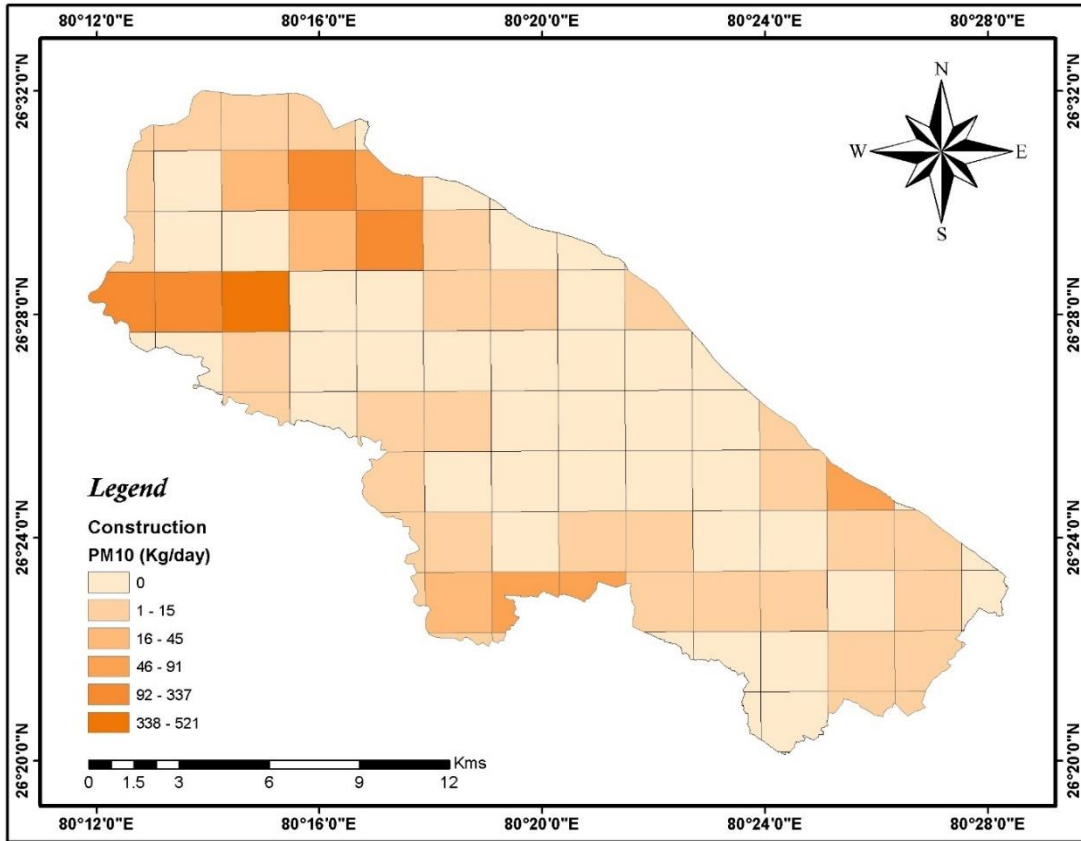 80°12'0"E 80°16'0"E 80°20'0"E 80°24'0"E 80°28'0"E
26°32'0"N
26°32'0"N
N
W
E
S
26°28'0"N
26°28'0"N
26°24'0"N
26°24'0"N
26°20'0"N
26°20'0"N
Legend
Construction
PM10 (Kg/day)
0
1 - 15
16 - 45
46 - 91
92 - 337
338 - 521
Kms
0 1.5 3 6 9 12
80°12'0"E 80°16'0"E 80°20'0"E 80°24'0"E 80°28'0"E